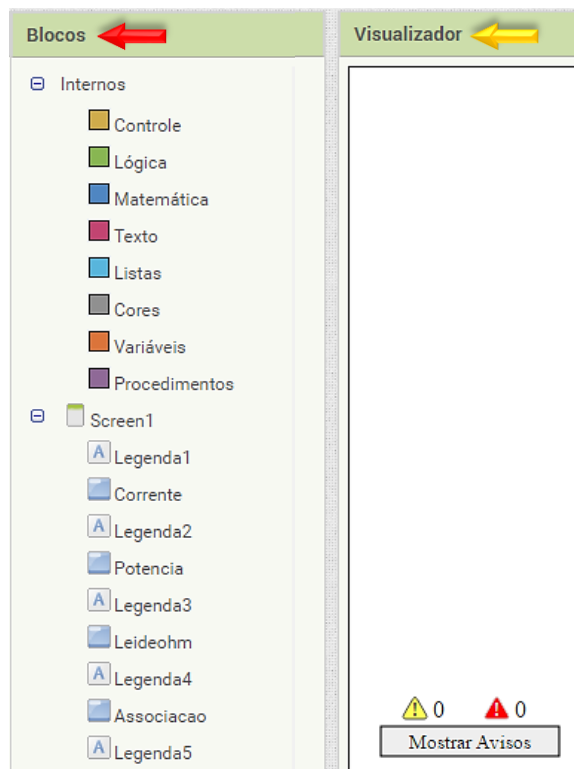 Blocos
Internos
Controle
Lógica
Matemática
Texto
Listas
Cores
Variáveis
Procedimentos
Screen1
A Legenda1
Corrente
A Legenda2
Potencia
A Legenda3
Leideohm
A Legenda4
Associacao
A Legenda5
Visualizador
0 0
Mostrar Avisos